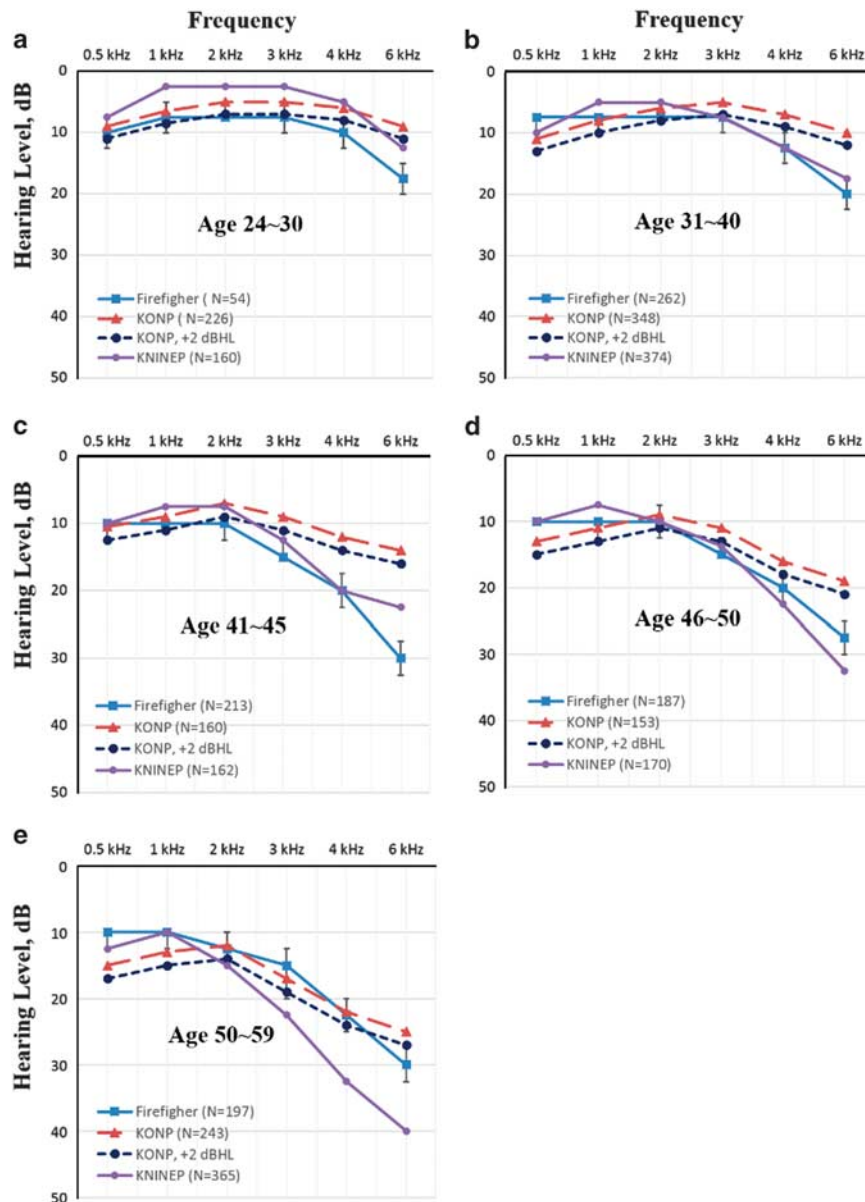 Frequency
Frequency
a
0.5 kHz 1 kHz 2 kHz 3 kHz 4 kHz 6 kHz
0
10
20
30
40
50
Hearing Level, dB
Age 24~30
Firefigher ( N=54)
KONP ( N=226)
KONP, +2 dBHL
KNINEP (N=160)
b
0.5 kHz 1 kHz 2 kHz 3 kHz 4 kHz 6 kHz
0
10
20
30
40
50
Age 31~40
Firefigher (N=262)
KONP (N=348)
KONP, +2 dBHL
KNINEP (N=374)
c
0.5 kHz 1 kHz 2 kHz 3 kHz 4 kHz 6 kHz
0
10
20
30
40
50
Hearing Level, dB
Age 41~45
Firefigher (N=213)
KONP (N=160)
KONP, +2 dBHL
KNINEP (N=162)
d
0.5 kHz 1 kHz 2 kHz 3 kHz 4 kHz 6 kHz
0
10
20
30
40
50
Age 46~50
Firefigher (N=187)
KONP (N=153)
KONP, +2 dBHL
KNINEP (N=170)
e
0.5 kHz 1 kHz 2 kHz 3 kHz 4 kHz 6 kHz
0
10
20
30
40
50
Hearing Level, dB
Age 50~59
Firefigher (N=197)
KONP (N=243)
KONP, +2 dBHL
KNINEP (N=365)